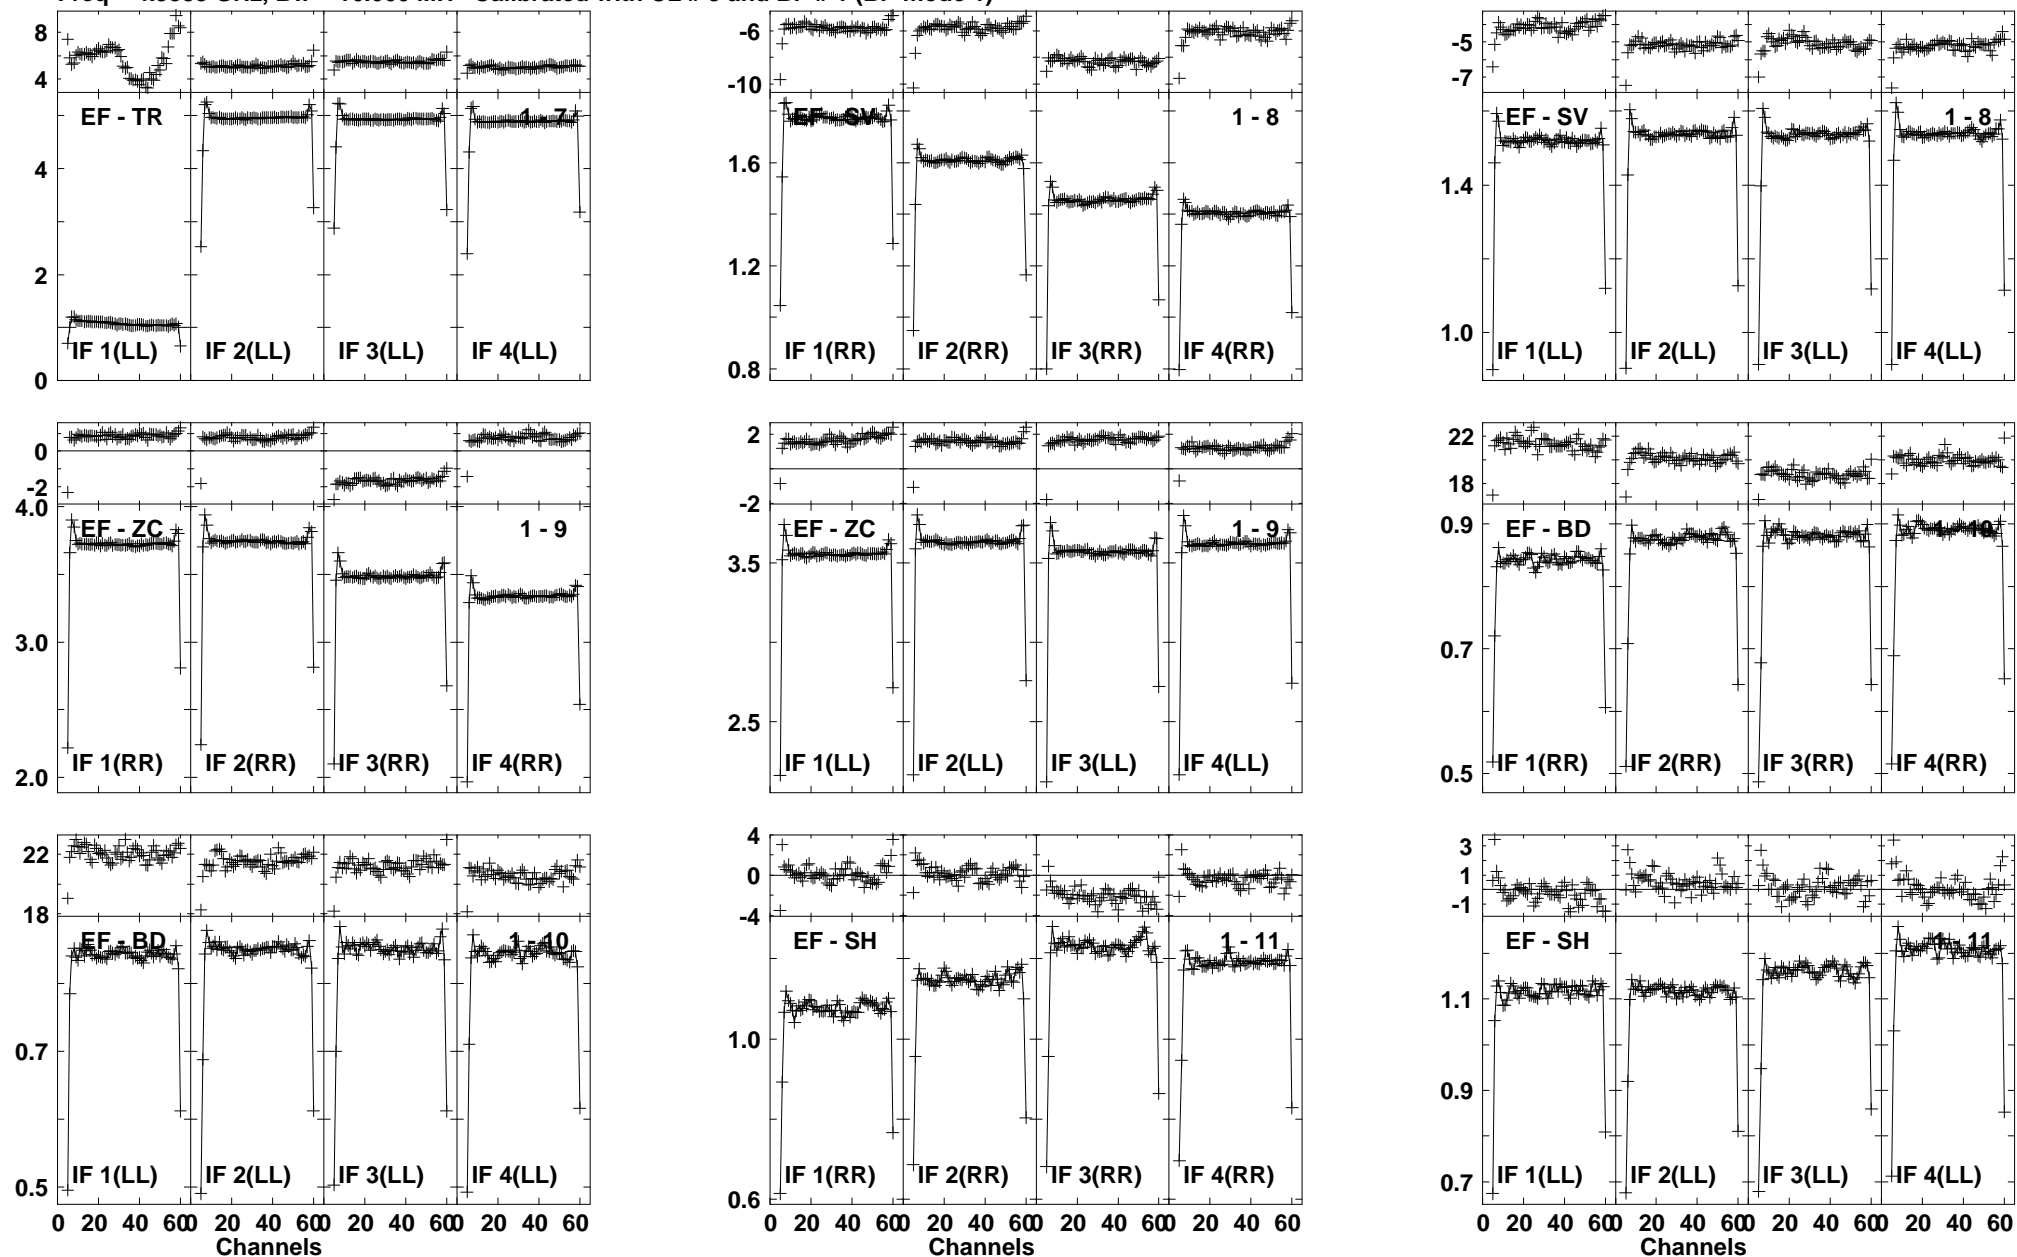 8 4
-6 -10
-5 -7
EF - TR 1 - 7
EF - SV 1 - 8
EF - SV 1 - 8
4 2 0
1.6 1.2 0.8
1.4 1.0
IF 1(LL) IF 2(LL) IF 3(LL) IF 4(LL)
IF 1(RR) IF 2(RR) IF 3(RR) IF 4(RR)
IF 1(LL) IF 2(LL) IF 3(LL) IF 4(LL)
0 -2
2 -2
22 18
EF - ZC 1 - 9
EF - ZC 1 - 9
EF - BD 1 - 10
4.0 3.0 2.0
3.5 2.5
0.9 0.7 0.5
IF 1(RR) IF 2(RR) IF 3(RR) IF 4(RR)
IF 1(LL) IF 2(LL) IF 3(LL) IF 4(LL)
IF 1(RR) IF 2(RR) IF 3(RR) IF 4(RR)
22 18
4 0 -4
3 1 -1
EF - BD 1 - 10
EF - SH 1 - 11
EF - SH 1 - 11
0.7 0.5
1.0 0.6
1.1 0.9 0.7
IF 1(LL) IF 2(LL) IF 3(LL) IF 4(LL)
IF 1(RR) IF 2(RR) IF 3(RR) IF 4(RR)
IF 1(LL) IF 2(LL) IF 3(LL) IF 4(LL)
0 20 40 60 0 20 40 60 0 20 40 60 0 20 40 60
0 20 40 60 0 20 40 60 0 20 40 60 0 20 40 60
0 20 40 60 0 20 40 60 0 20 40 60 0 20 40 60
Channels
Channels
Channels